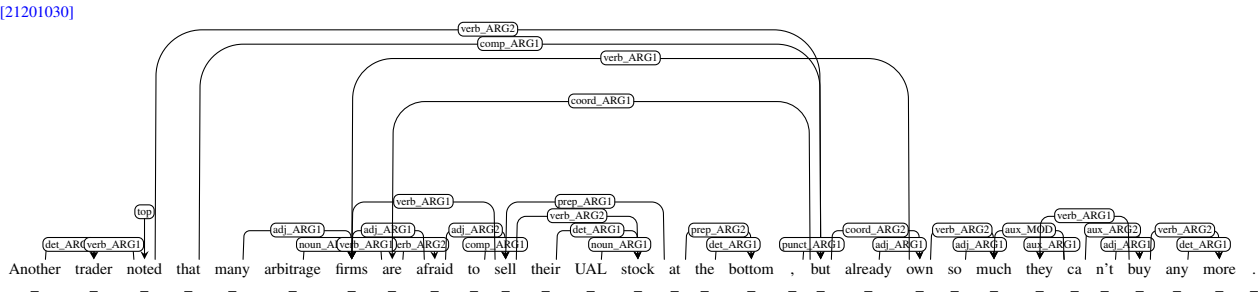 [21201030]
verb_ARG2
comp_ARG1
verb_ARG1
coord_ARG1
verb_ARG1 prep_ARG1
top verb_ARG2 verb_ARG1
adj_ARG1 adj_ARG1 adj_ARG2 det_ARG1 prep_ARG2 coord_ARG2 verb_ARG2 aux_MOD aux_ARG2 verb_ARG2
verb_ARG1 verb_ARG1 comp_ARG1 noun_ARG1 det_ARG1 punct_ARG1 adj_ARG1 adj_ARG1 aux_ARG1 adj_ARG1 det_ARG1
Another trader noted that many arbitrage firms are afraid to sell their UAL stock at the bottom , but already own so much they ca n't buy any more .
_ _ _ _ _ _ _ _ _ _ _ _ _ _ _ _ _ _ _ _ _ _ _ _ _ _ _ _ _ _